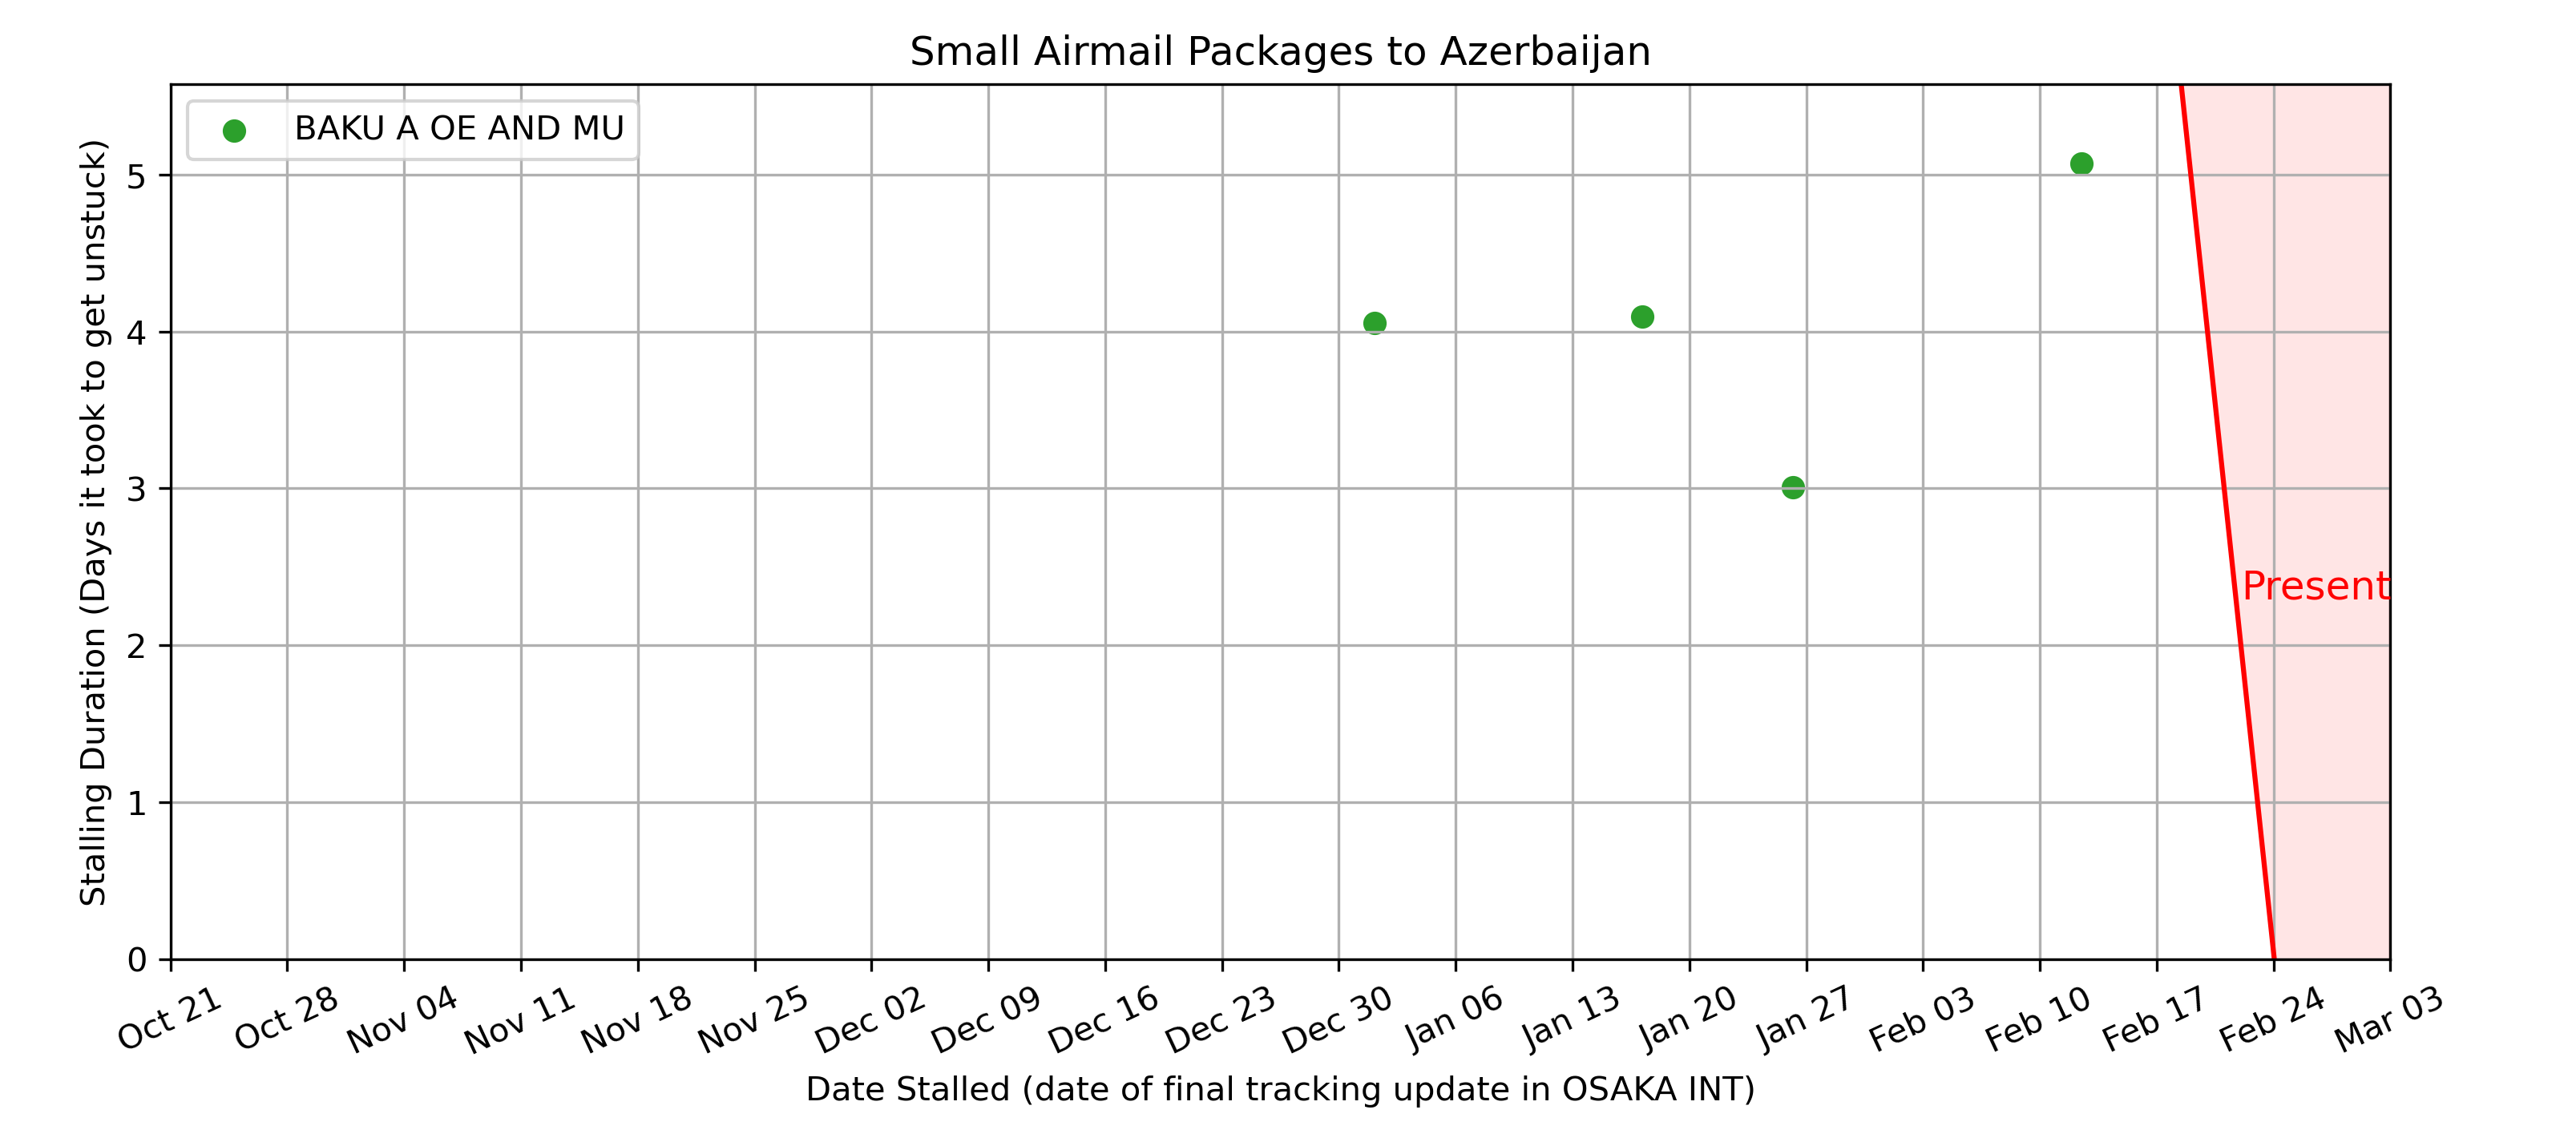 Small Airmail Packages to Azerbaijan
BAKU A OE AND MU
Stalling Duration (Days it took to get unstuck)
5
4
3
2
1
0
Present
Oct 21
Oct 28
Nov 04
Nov 11
Nov 18
Nov 25
Dec 02
Dec 09
Dec 16
Dec 23
Dec 30
Jan 06
Jan 13
Jan 20
Jan 27
Feb 03
Feb 10
Feb 17
Feb 24
Mar 03
Date Stalled (date of final tracking update in OSAKA INT)